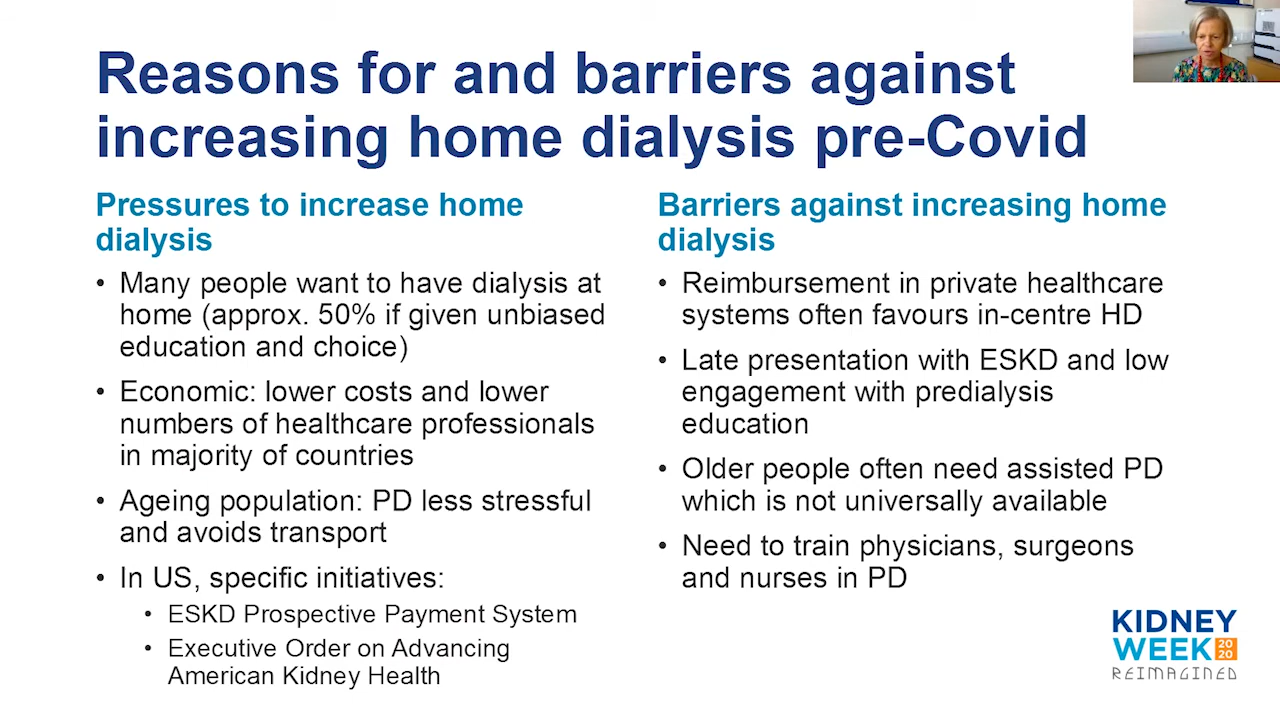 Reasons for and barriers against
increasing home dialysis pre-Covid
Pressures to increase home
dialysis
• Many people want to have dialysis at
home (approx. 50% if given unbiased
education and choice)
• Economic: lower costs and lower
numbers of healthcare professionals
in majority of countries
• Ageing population: PD less stressful
and avoids transport
• In US, specific initiatives:
• ESKD Prospective Payment System
• Executive Order on Advancing
American Kidney Health
Barriers against increasing home
dialysis
• Reimbursement in private healthcare
systems often favours in-centre HD
• Late presentation with ESKD and low
engagement with predialysis
education
• Older people often need assisted PD
which is not universally available
• Need to train physicians, surgeons
and nurses in PD
KIDNEY
WEEK 2020
REIMAGINED